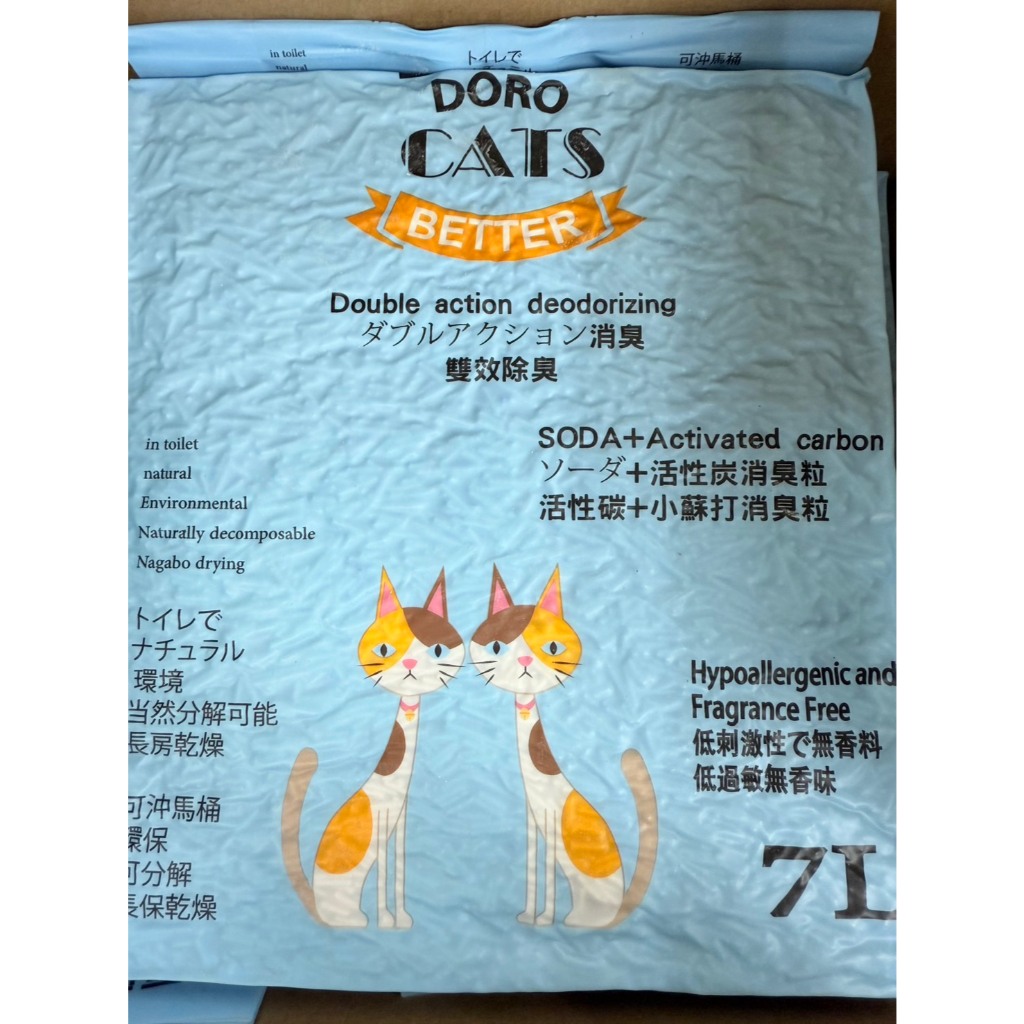 in toilet
natural
トイレで
可沖馬桶
DORO
CATS
BETTER
Double action deodorizing
ダブルアクション消臭
雙效除臭
SODA+Activated carbon
ソーダ+活性炭消臭粒
活性碳+小蘇打消臭粒
in toilet
natural
Environmental
Naturally decomposable
Nagabo drying
トイレで
ナチュラル
環境
当然分解可能
長房乾燥
可沖馬桶
環保
可分解
長保乾燥
Hypoallergenic and
Fragrance Free
低刺激性で無香料
低過敏無香味
7L